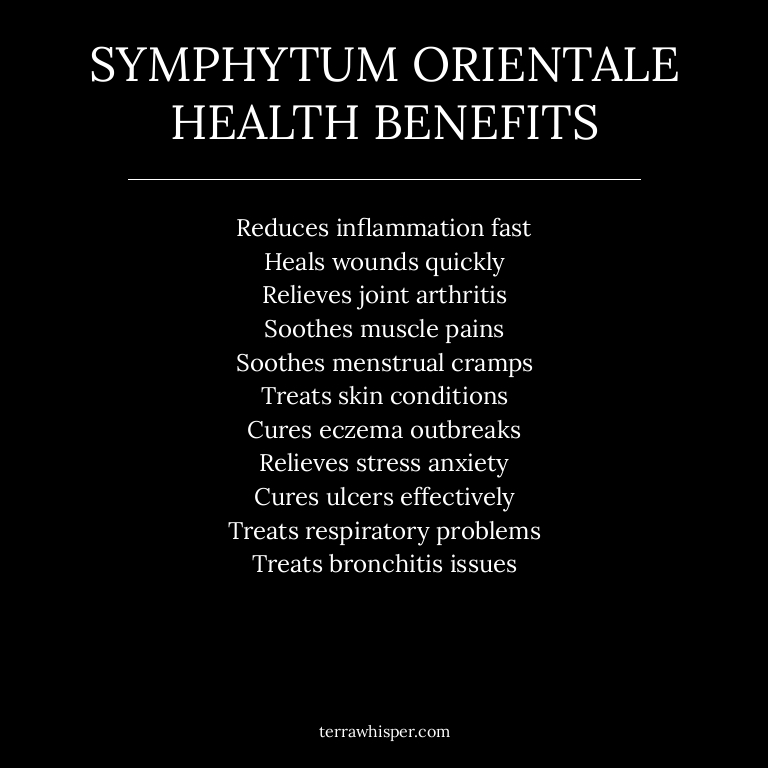 SYMPHYTUM ORIENTALE
HEALTH BENEFITS
Reduces inflammation fast
Heals wounds quickly
Relieves joint arthritis
Soothes muscle pains
Soothes menstrual cramps
Treats skin conditions
Cures eczema outbreaks
Relieves stress anxiety
Cures ulcers effectively
Treats respiratory problems
Treats bronchitis issues
terrawhisper.com